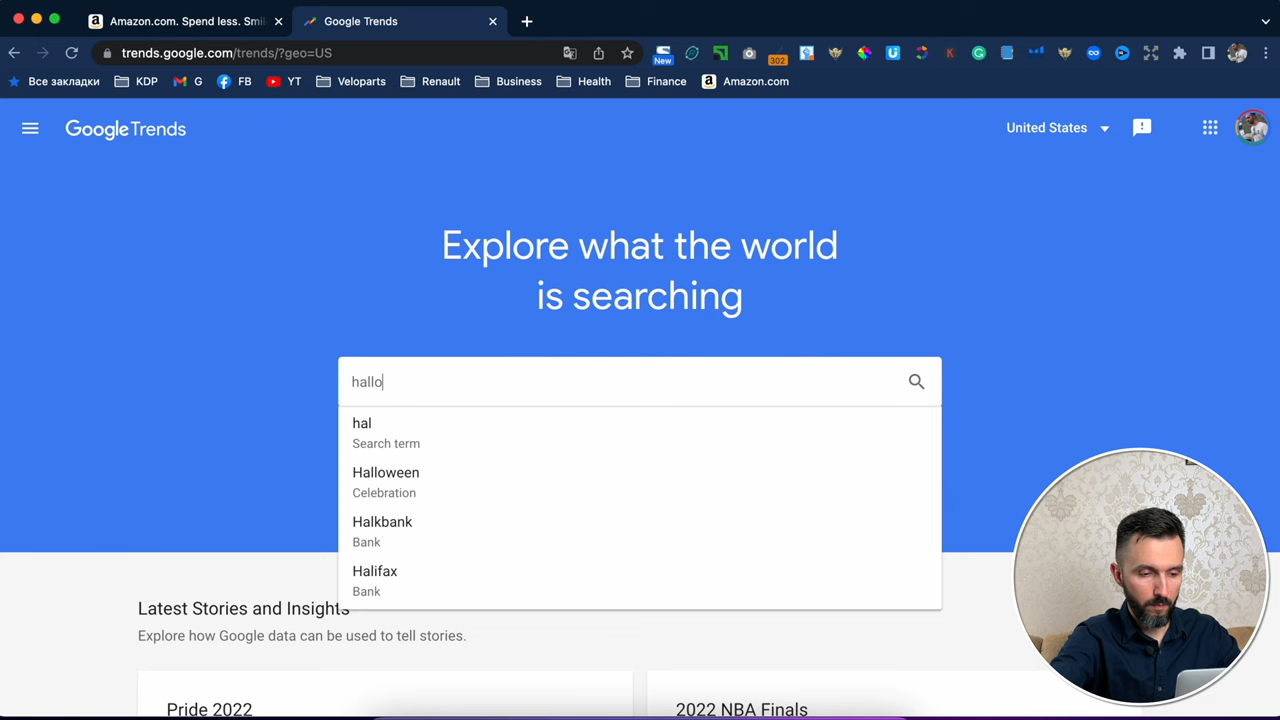 Amazon.com. Spend less. Smil
Google Trends
trends.google.com/trends/?geo=US
New
302
Все закладки
KDP
G
FB
YT
Veloparts
Renault
Business
Health
Finance
Amazon.com
Google Trends
United States
Explore what the world
is searching
hallo
hal
Search term
Halloween
Celebration
Halkbank
Bank
Halifax
Bank
Latest Stories and Insights
Explore how Google data can be used to tell stories.
Pride 2022
2022 NBA Finals